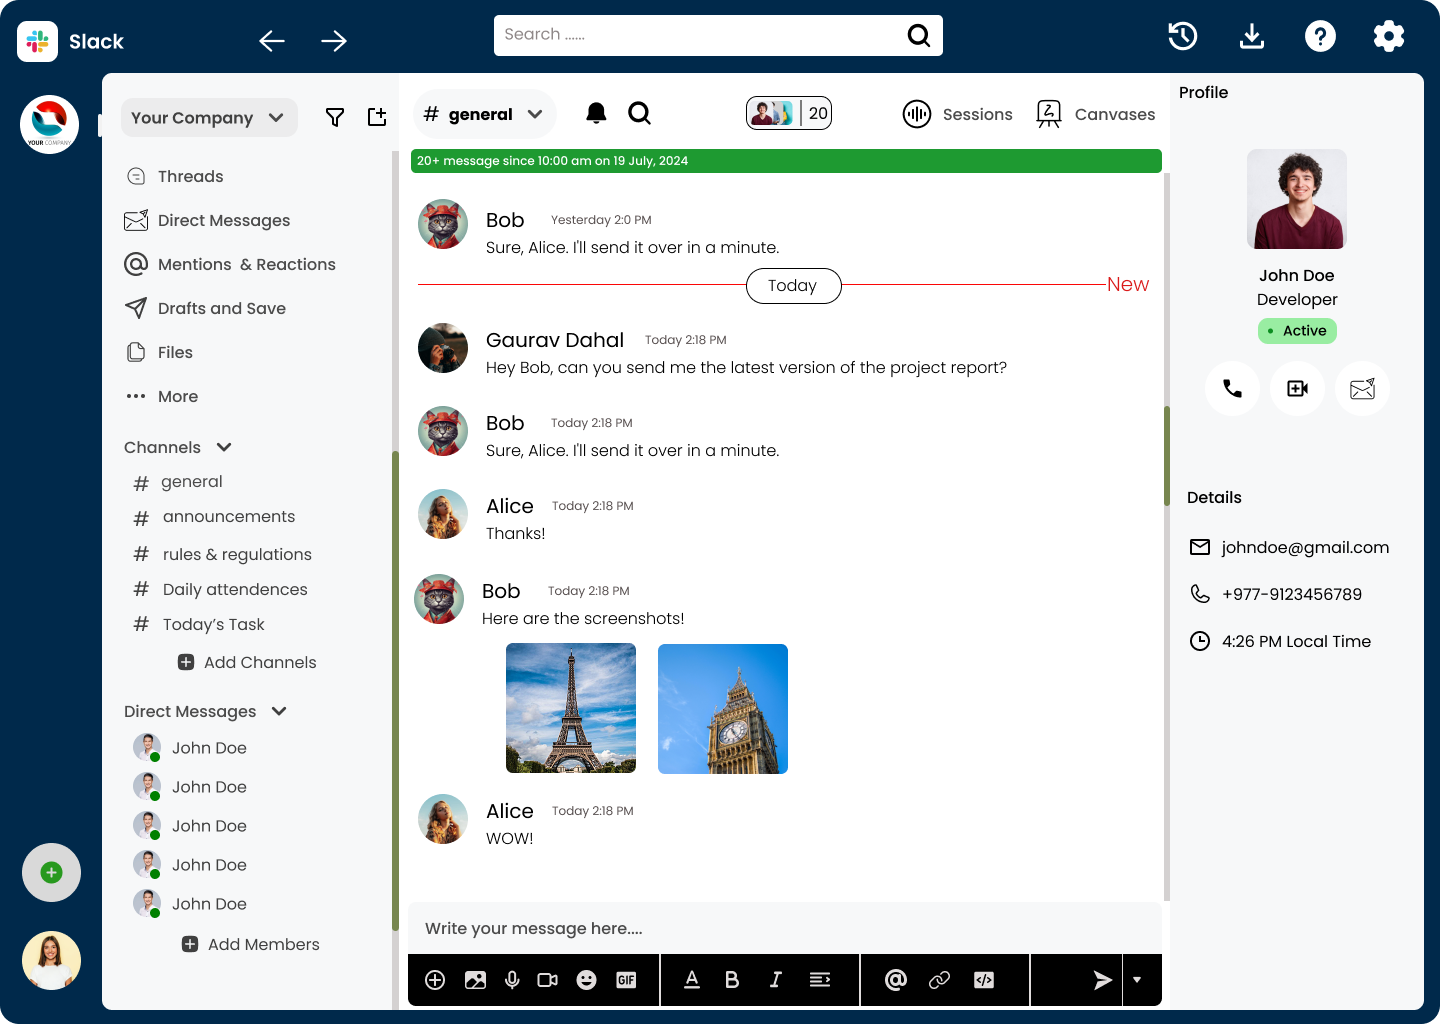 Slack
Search ......
YOUR COMPANY
Your Company
Threads
Direct Messages
Mentions & Reactions
Drafts and Save
Files
More
Channels
# general
# announcements
# rules & regulations
# Daily attendences
# Today’s Task
Add Channels
Direct Messages
John Doe
John Doe
John Doe
John Doe
John Doe
Add Members
# general
20
Sessions
Canvases
20+ message since 10:00 am on 19 July, 2024
Bob Yesterday 2:0 PM
Sure, Alice. I'll send it over in a minute.
Today
New
Gaurav Dahal Today 2:18 PM
Hey Bob, can you send me the latest version of the project report?
Bob Today 2:18 PM
Sure, Alice. I'll send it over in a minute.
Alice Today 2:18 PM
Thanks!
Bob Today 2:18 PM
Here are the screenshots!
Alice Today 2:18 PM
WOW!
Write your message here....
GIF A B I @ </>
Profile
John Doe
Developer
Active
Details
johndoe@gmail.com
+977-9123456789
4:26 PM Local Time